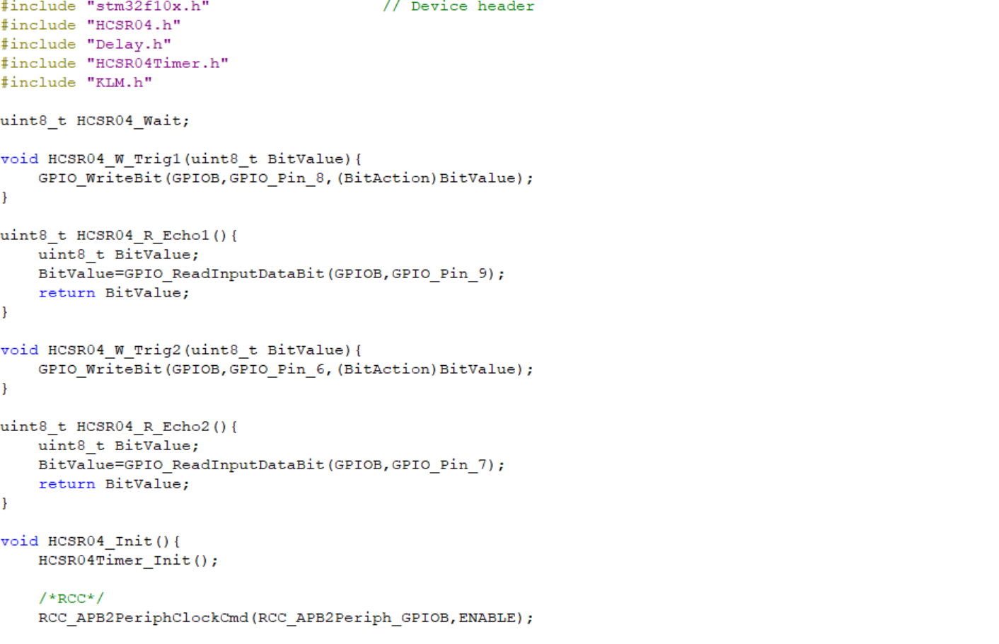 #include "stm32f10x.h"                  // Device header
#include "HCSR04.h"
#include "Delay.h"
#include "HCSR04Timer.h"
#include "KLM.h"
uint8_t HCSR04_Wait;
void HCSR04_W_Trig1(uint8_t BitValue){
    GPIO_WriteBit(GPIOB,GPIO_Pin_8,(BitAction)BitValue);
}
uint8_t HCSR04_R_Echo1(){
    uint8_t BitValue;
    BitValue=GPIO_ReadInputDataBit(GPIOB,GPIO_Pin_9);
    return BitValue;
}
void HCSR04_W_Trig2(uint8_t BitValue){
    GPIO_WriteBit(GPIOB,GPIO_Pin_6,(BitAction)BitValue);
}
uint8_t HCSR04_R_Echo2(){
    uint8_t BitValue;
    BitValue=GPIO_ReadInputDataBit(GPIOB,GPIO_Pin_7);
    return BitValue;
}
void HCSR04_Init(){
    HCSR04Timer_Init();
    /*RCC*/
    RCC_APB2PeriphClockCmd(RCC_APB2Periph_GPIOB,ENABLE);